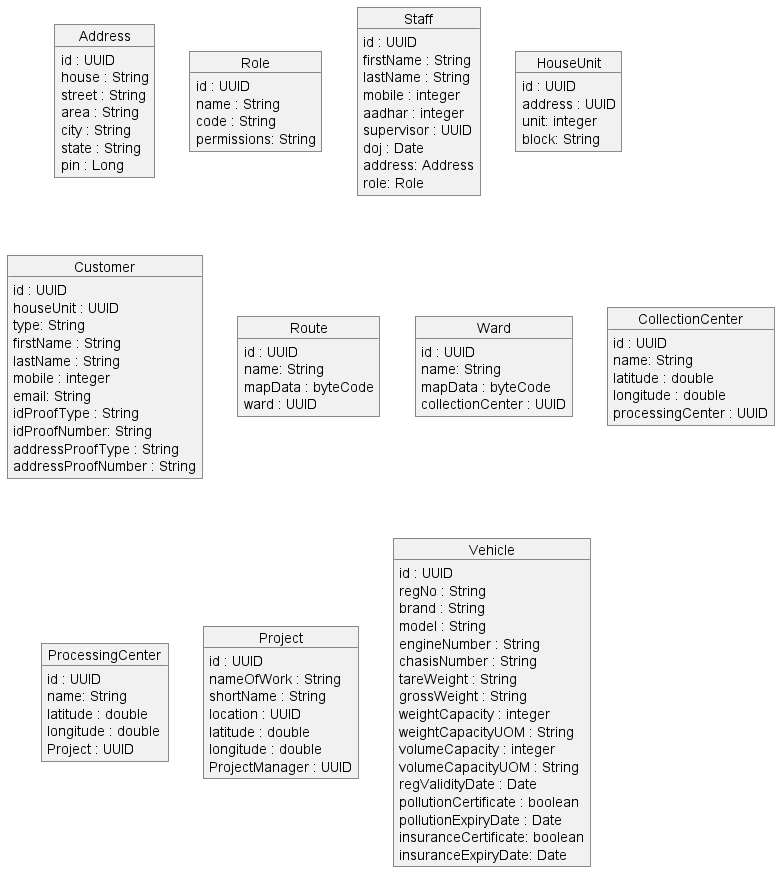 Address
id : UUID
house : String
street : String
area : String
city : String
state : String
pin : Long
Role
id : UUID
name : String
code : String
permissions: String
Staff
id : UUID
firstName : String
lastName : String
mobile : integer
aadhar : integer
supervisor : UUID
doj : Date
address: Address
role: Role
HouseUnit
id : UUID
address : UUID
unit: integer
block: String
Customer
id : UUID
houseUnit : UUID
type: String
firstName : String
lastName : String
mobile : integer
email: String
idProofType : String
idProofNumber: String
addressProofType : String
addressProofNumber : String
Route
id : UUID
name: String
mapData : byteCode
ward : UUID
Ward
id : UUID
name: String
mapData : byteCode
collectionCenter : UUID
CollectionCenter
id : UUID
name: String
latitude : double
longitude : double
processingCenter : UUID
ProcessingCenter
id : UUID
name: String
latitude : double
longitude : double
Project : UUID
Project
id : UUID
nameOfWork : String
shortName : String
location : UUID
latitude : double
longitude : double
ProjectManager : UUID
Vehicle
id : UUID
regNo : String
brand : String
model : String
engineNumber : String
chasisNumber : String
tareWeight : String
grossWeight : String
weightCapacity : integer
weightCapacityUOM : String
volumeCapacity : integer
volumeCapacityUOM : String
regValidityDate : Date
pollutionCertificate : boolean
pollutionExpiryDate : Date
insuranceCertificate: boolean
insuranceExpiryDate: Date